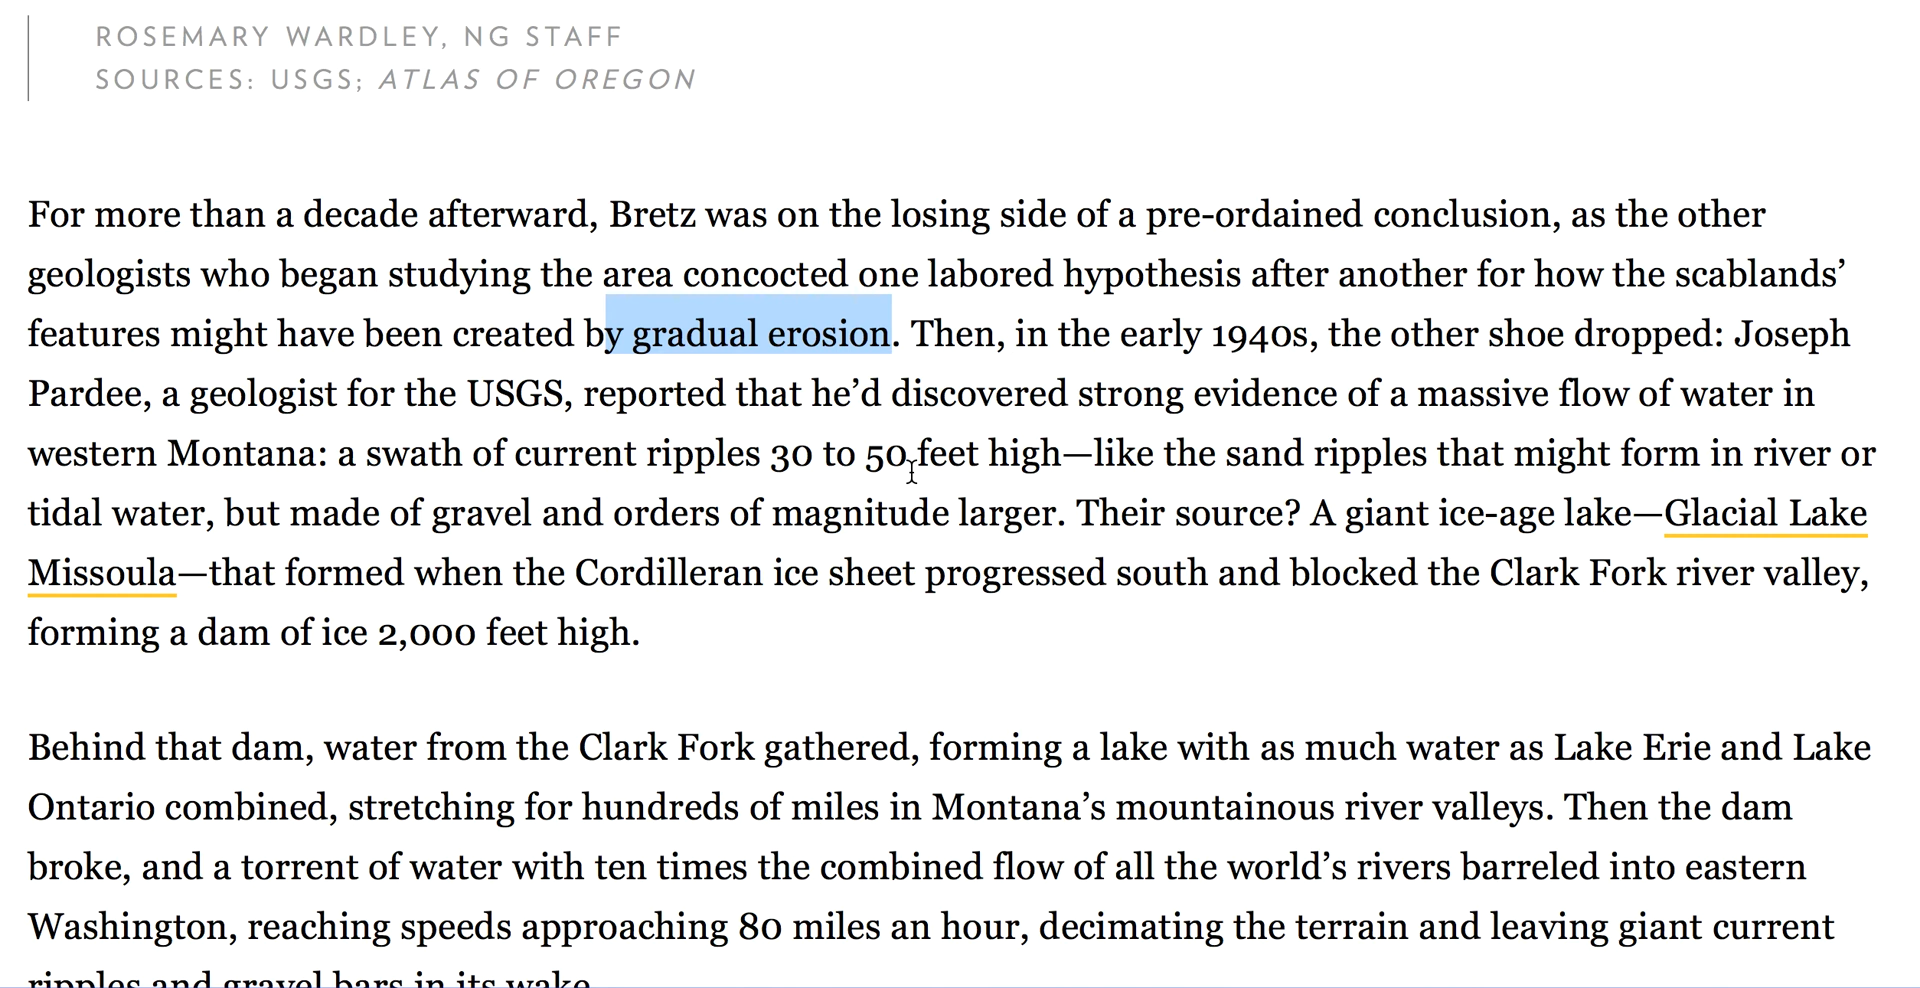 ROSEMARY WARDLEY, NG STAFF
SOURCES: USGS; ATLAS OF OREGON
For more than a decade afterward, Bretz was on the losing side of a pre-ordained conclusion, as the other
geologists who began studying the area concocted one labored hypothesis after another for how the scablands’
features might have been created by gradual erosion. Then, in the early 1940s, the other shoe dropped: Joseph
Pardee, a geologist for the USGS, reported that he’d discovered strong evidence of a massive flow of water in
western Montana: a swath of current ripples 30 to 50 feet high—like the sand ripples that might form in river or
tidal water, but made of gravel and orders of magnitude larger. Their source? A giant ice-age lake—Glacial Lake
Missoula—that formed when the Cordilleran ice sheet progressed south and blocked the Clark Fork river valley,
forming a dam of ice 2,000 feet high.
Behind that dam, water from the Clark Fork gathered, forming a lake with as much water as Lake Erie and Lake
Ontario combined, stretching for hundreds of miles in Montana’s mountainous river valleys. Then the dam
broke, and a torrent of water with ten times the combined flow of all the world’s rivers barreled into eastern
Washington, reaching speeds approaching 80 miles an hour, decimating the terrain and leaving giant current
ripples and gravel bars in its wake.